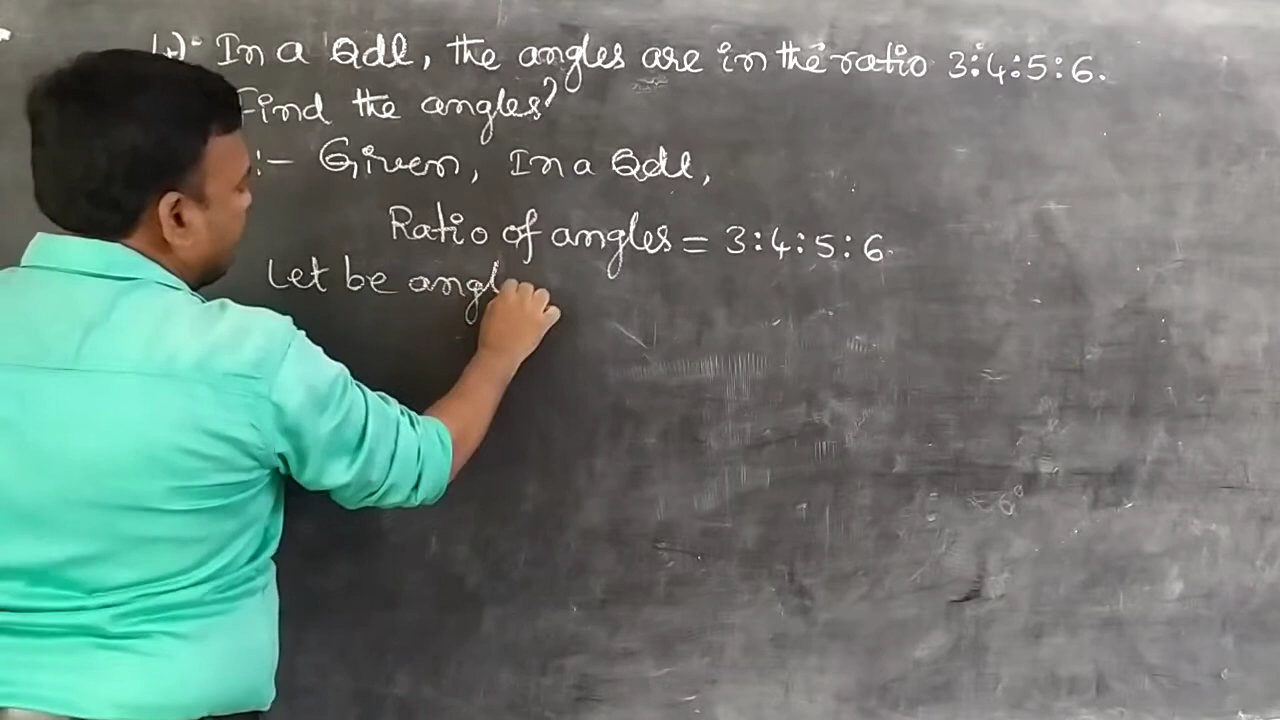 In a Qdl, the angles are in the ratio 3:4:5:6.
Find the angles?
:- Given, In a Qdl,
Ratio of angles = 3:4:5:6.
Let be angl